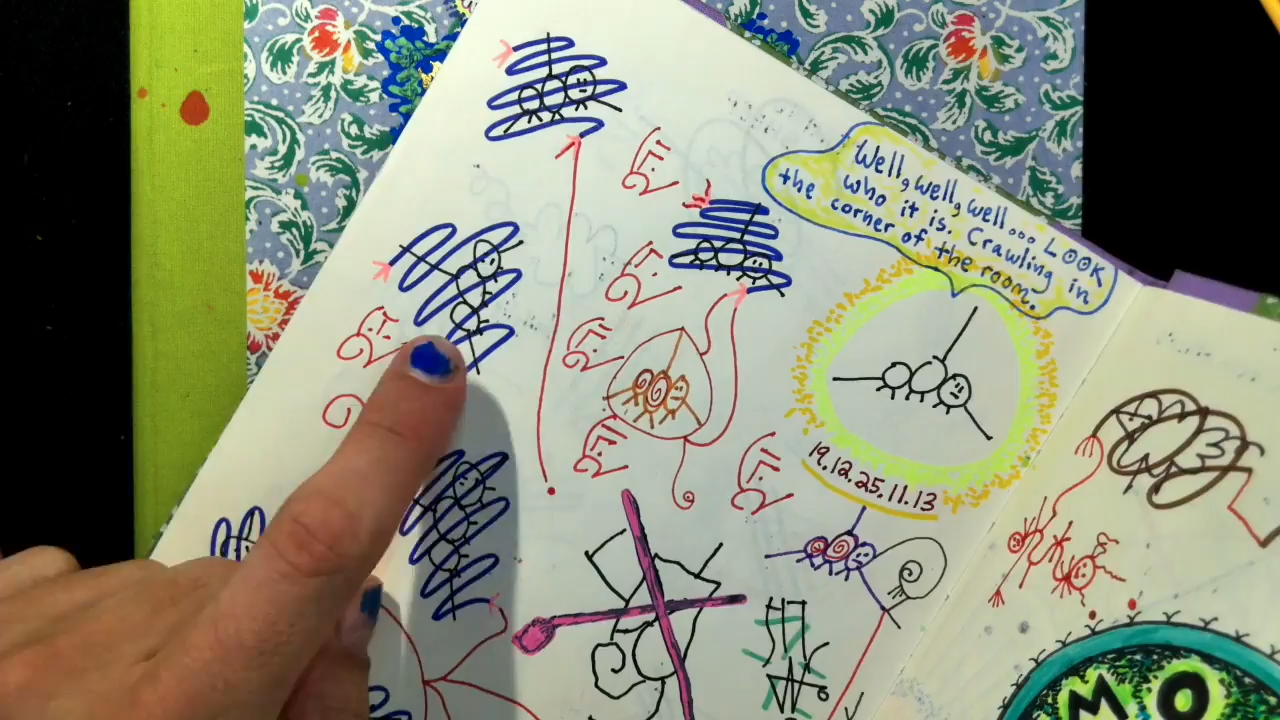 Well, well, well... LOOK
who it is. Crawling in
the corner of the room.
19.12.25.11.13
M O